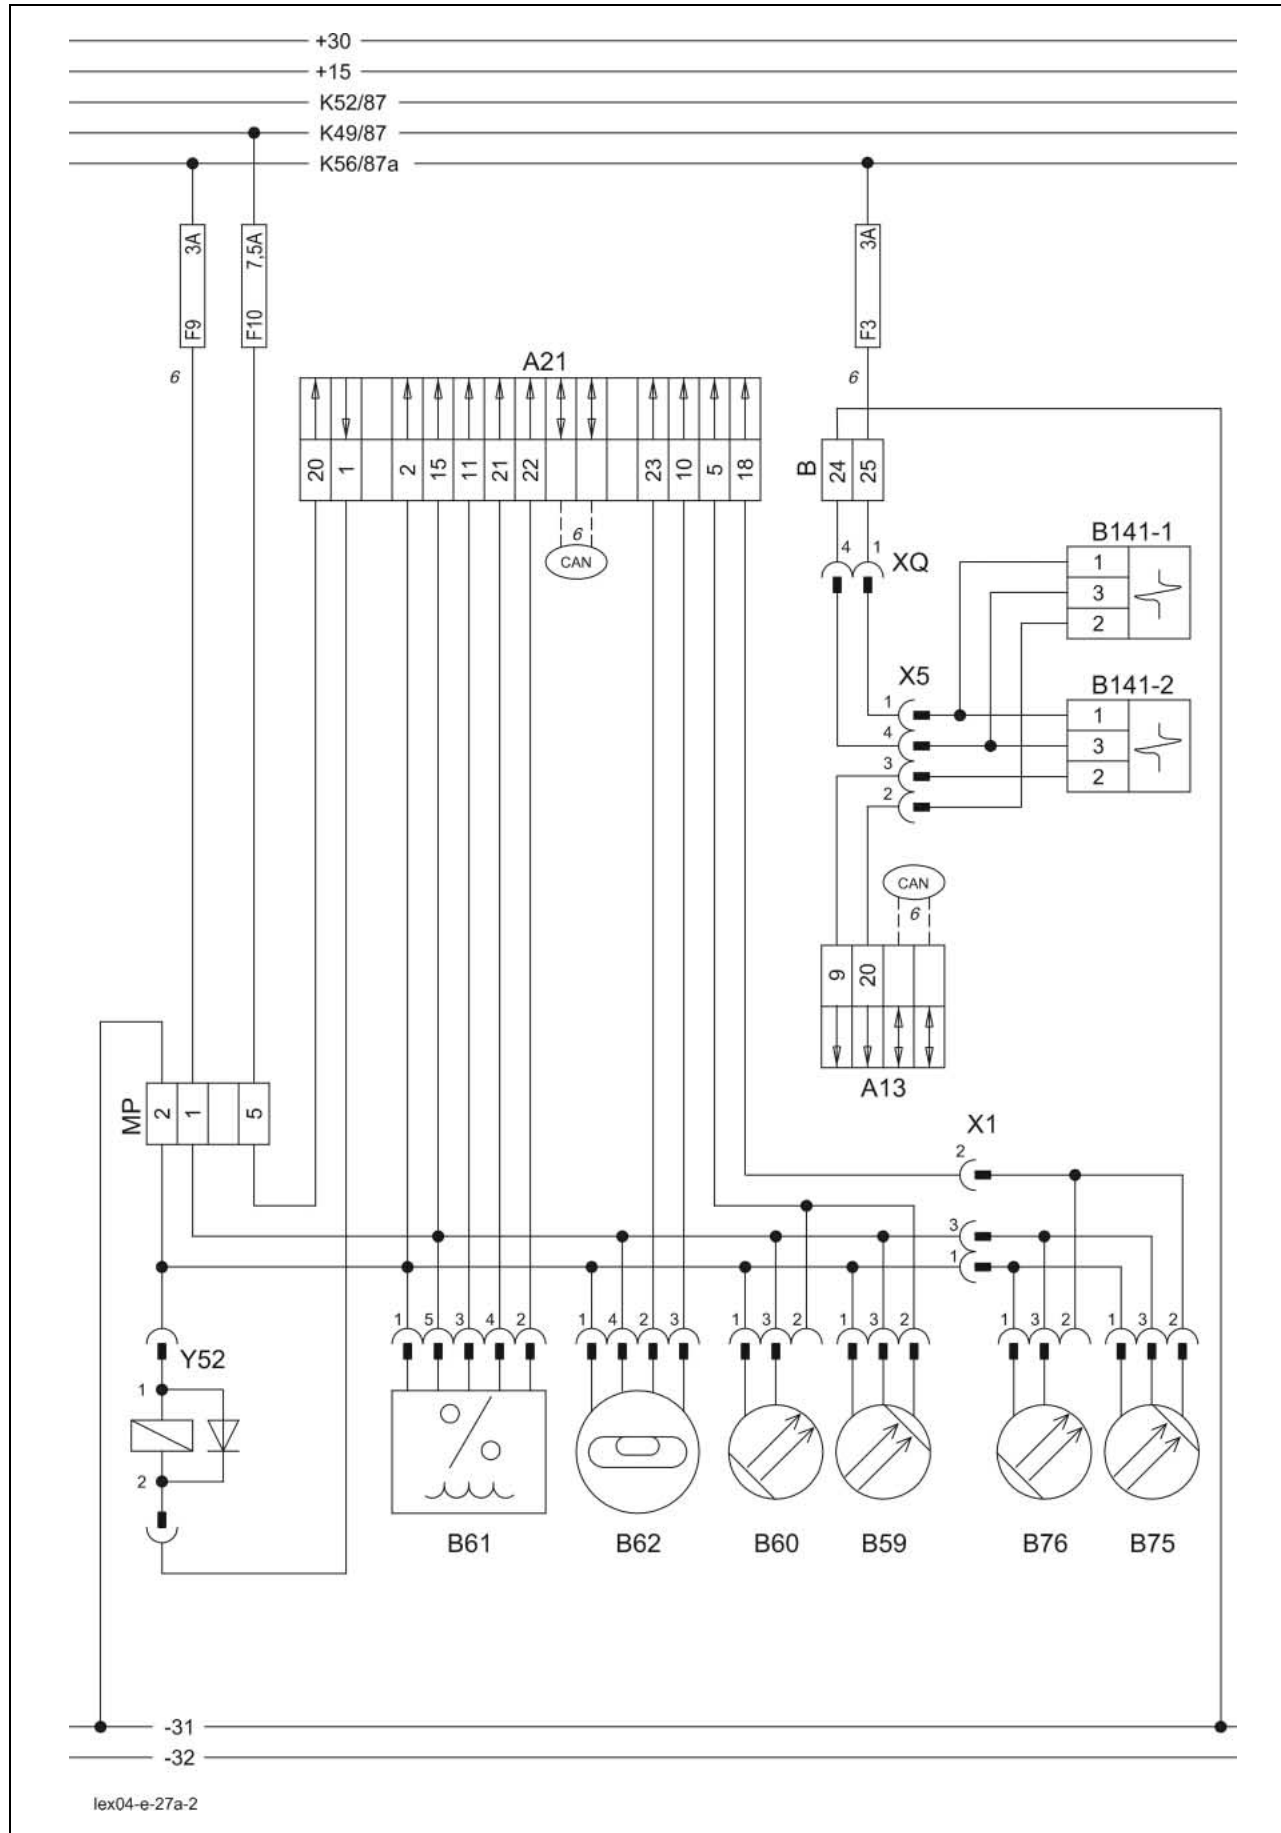 +30
+15
K52/87
K49/87
K56/87a
F9 3A
F10 7,5A
F3 3A
6
6
A21
20 1 2 15 11 21 22 23 10 5 18
B 24 25
6
CAN
4 1 XQ
B141-1
1
3
2
X5
B141-2
1 1
4 3
3 2
2
CAN
6
9 20
A13
MP 2 1 5
X1
2
3
1
1 5 3 4 2 1 4 2 3 1 3 2 1 3 2 1 3 2 1 3 2
Y52
1
2
B61 B62 B60 B59 B76 B75
-31
-32
lex04-e-27a-2